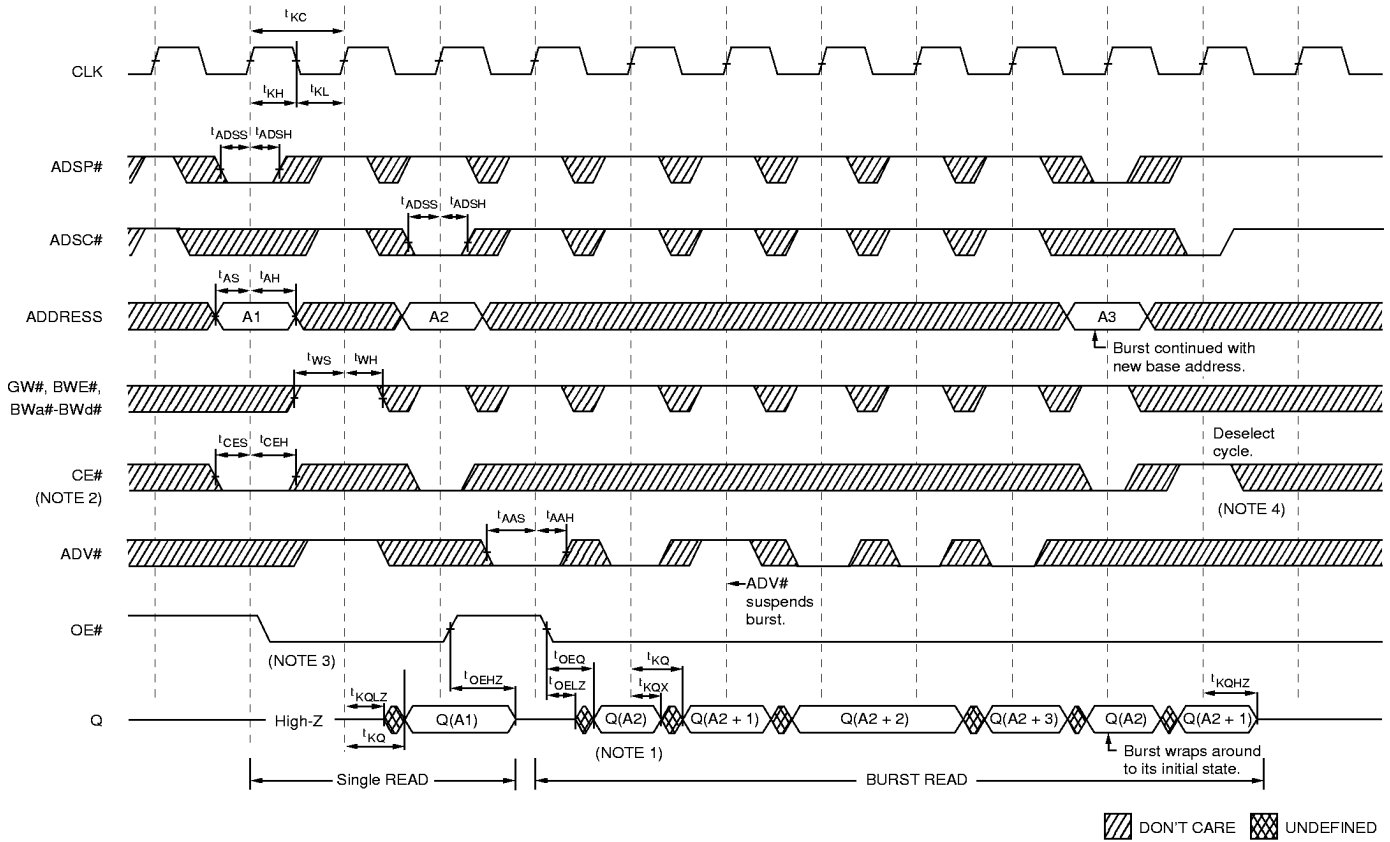 tKC
CLK
tKH
tKL
tADSS
tADSH
ADSP#
tADSS
tADSH
ADSC#
tAS
tAH
ADDRESS
A1
A2
A3
Burst continued with
new base address.
tWS
tWH
GW#, BWE#,
BWa#-BWd#
tCES
tCEH
Deselect
cycle.
CE#
(NOTE 2)
(NOTE 4)
tAAS
tAAH
ADV#
ADV#
suspends
burst.
OE#
(NOTE 3)
tOEHZ
tOEQ
tOELZ
tKQ
tKQX
tKQLZ
tKQHZ
Q
High-Z
Q(A1)
Q(A2)
Q(A2 + 1)
Q(A2 + 2)
Q(A2 + 3)
Q(A2)
Q(A2 + 1)
tKQ
(NOTE 1)
Burst wraps around
to its initial state.
Single READ
BURST READ
DON'T CARE
UNDEFINED